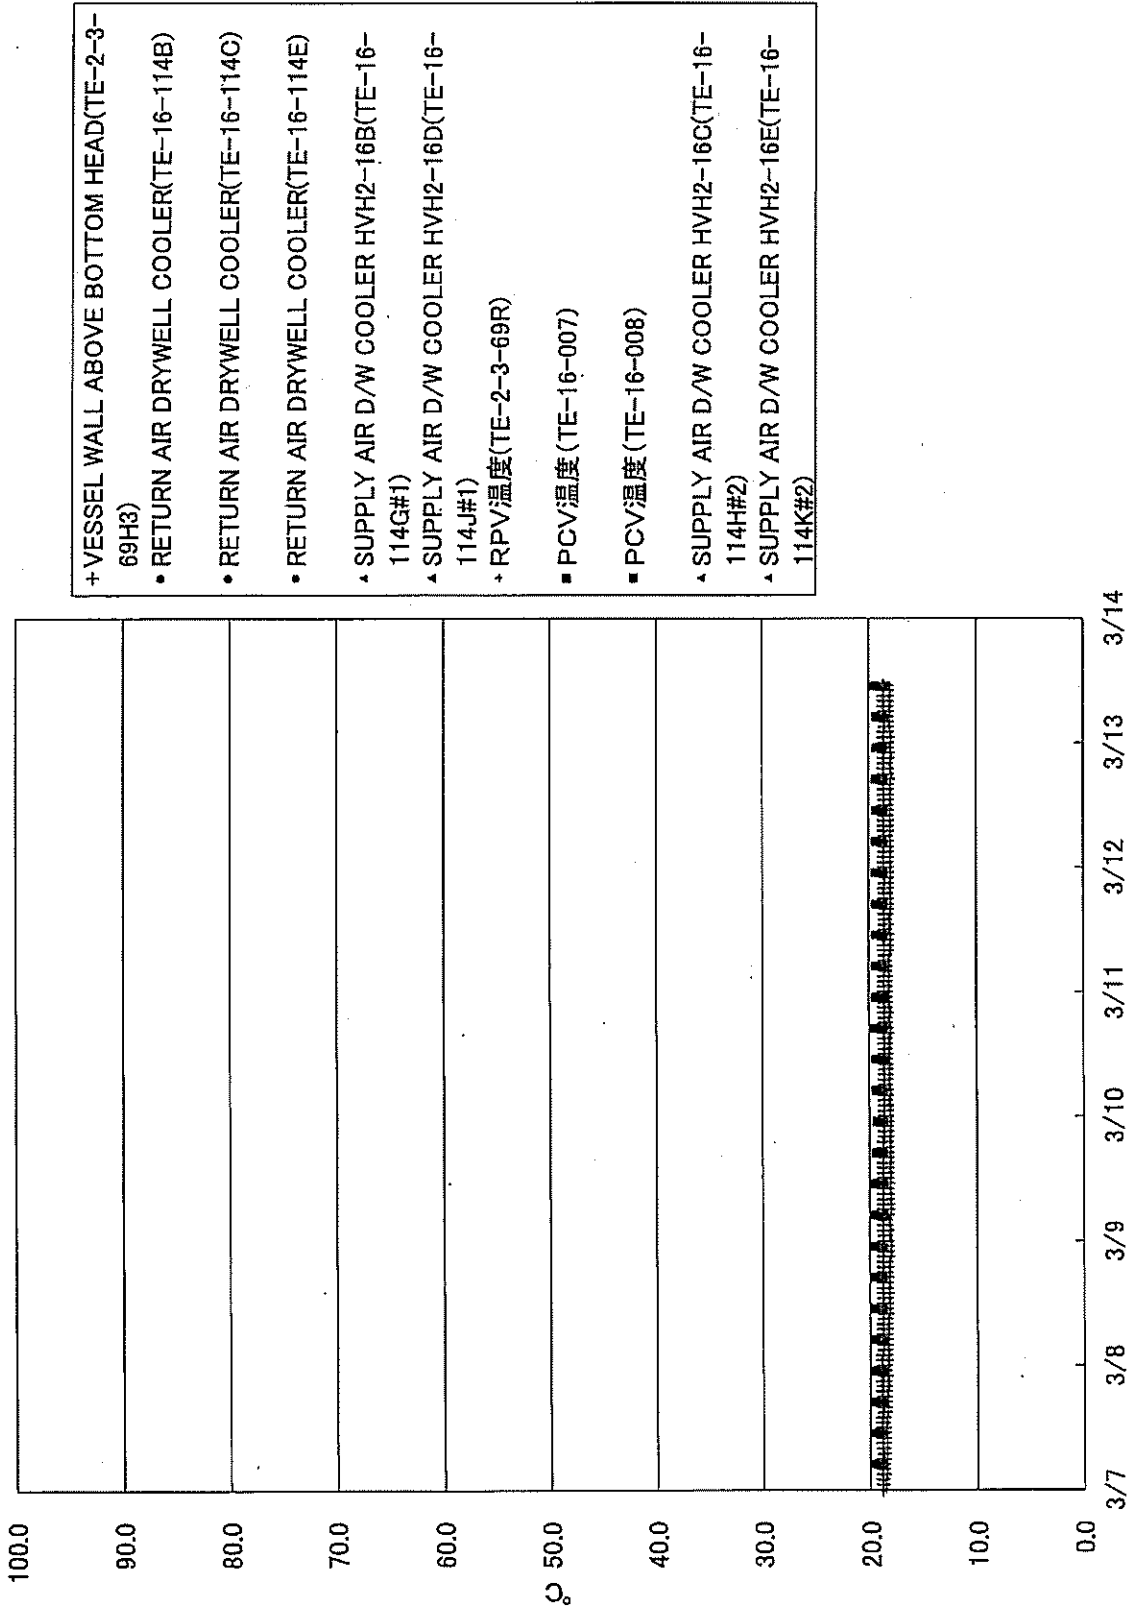 100.0
90.0
80.0
70.0
60.0
50.0
40.0
30.0
20.0
10.0
0.0
℃
3/7
3/8
3/9
3/10
3/11
3/12
3/13
3/14
+VESSEL WALL ABOVE BOTTOM HEAD(TE-2-3-
69H3)
• RETURN AIR DRYWELL COOLER(TE-16-114B)
• RETURN AIR DRYWELL COOLER(TE-16-114C)
• RETURN AIR DRYWELL COOLER(TE-16-114E)
▲ SUPPLY AIR D/W COOLER HVH2-16B(TE-16-
114G#1)
▲ SUPPLY AIR D/W COOLER HVH2-16D(TE-16-
114J#1)
+ RPV温度(TE-2-3-69R)
■ PCV温度(TE-16-007)
■ PCV温度(TE-16-008)
▲ SUPPLY AIR D/W COOLER HVH2-16C(TE-16-
114H#2)
▲ SUPPLY AIR D/W COOLER HVH2-16E(TE-16-
114K#2)